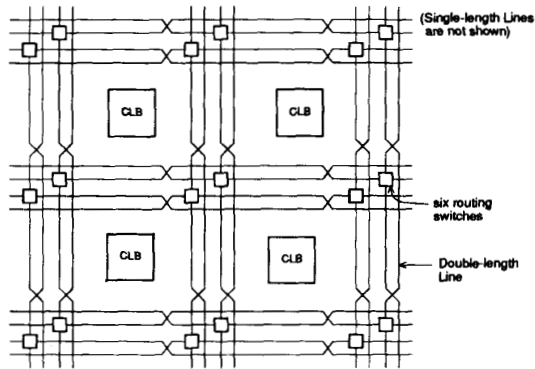 (Single-length Lines
are not shown)
CLB
CLB
six routing
switches
CLB
CLB
Double-length
Line